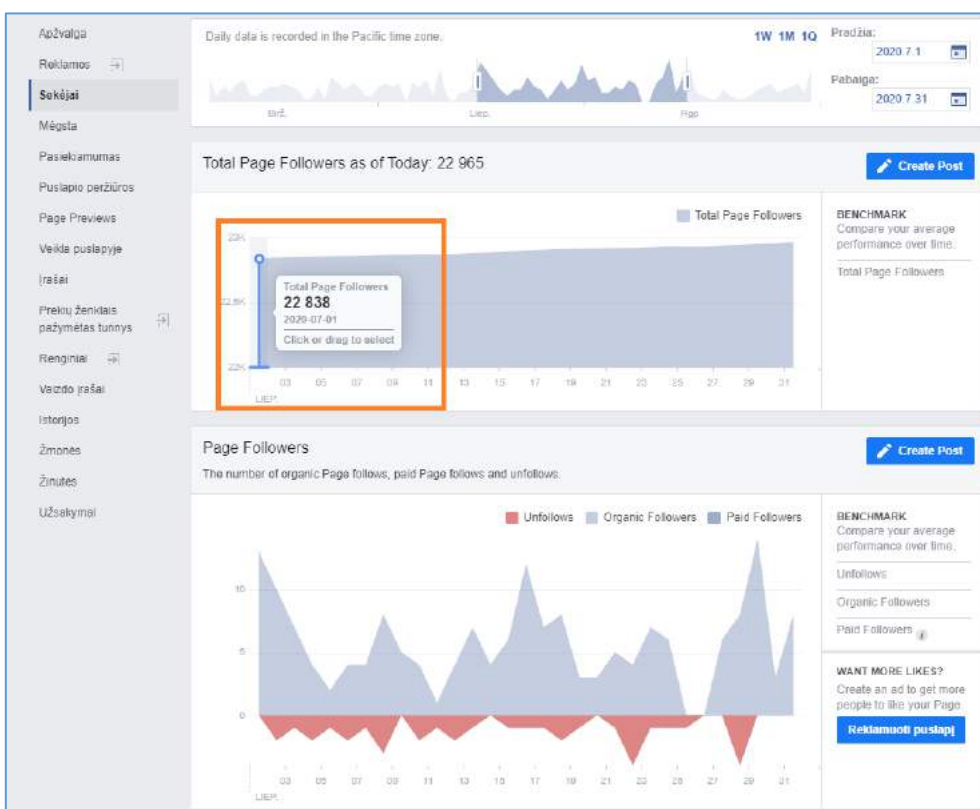 Apžvalga
Reklamos
Sekėjai
Mėgsta
Pasiekiamumas
Puslapio peržiūros
Page Previews
Veikla puslapyje
Įrašai
Prekių ženklais
pažymėtas turinys
Renginiai
Vaizdo įrašai
Istorijos
Žmonės
Žinutės
Užsakymai
Daily data is recorded in the Pacific time zone.
1W 1M 1Q
Pradžia:
2020.7.1
Pabaiga:
2020.7.31
Birž. Liep. Rgp.
Total Page Followers as of Today: 22 965
Create Post
Total Page Followers
23K
22.5K
22K
Total Page Followers
22 838
2020-07-01
Click or drag to select
03 05 07 09 11 13 15 17 19 21 23 25 27 29 31
LIEP.
BENCHMARK
Compare your average
performance over time.
Total Page Followers
Page Followers
The number of organic Page follows, paid Page follows and unfollows.
Create Post
Unfollows Organic Followers Paid Followers
10
5
0
03 05 07 09 11 13 15 17 19 21 23 25 27 29 31
LIEP.
BENCHMARK
Compare your average
performance over time.
Unfollows
Organic Followers
Paid Followers
WANT MORE LIKES?
Create an ad to get more
people to like your Page.
Reklamuoti puslapį